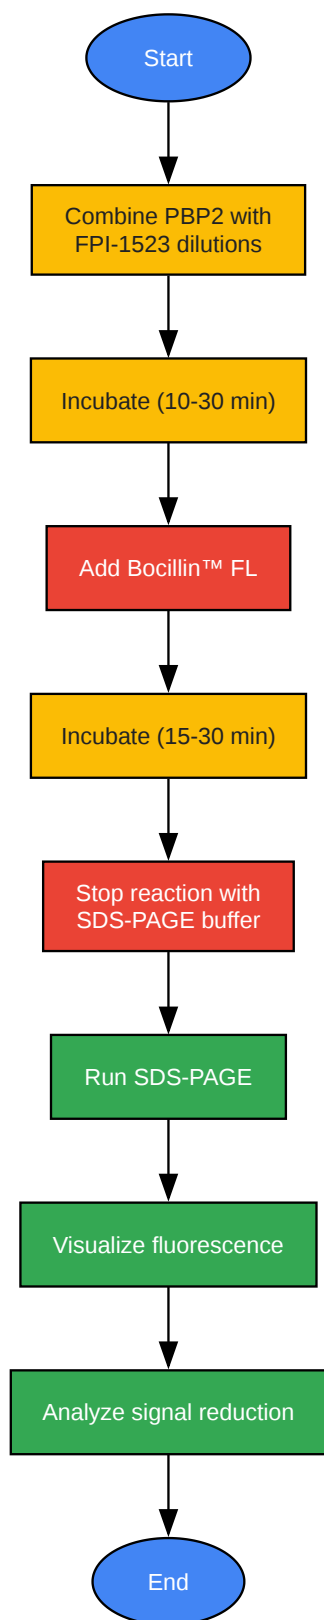 Start
Combine PBP2 with
FPI-1523 dilutions
Incubate (10-30 min)
Add Bocillin™ FL
Incubate (15-30 min)
Stop reaction with
SDS-PAGE buffer
Run SDS-PAGE
Visualize fluorescence
Analyze signal reduction
End